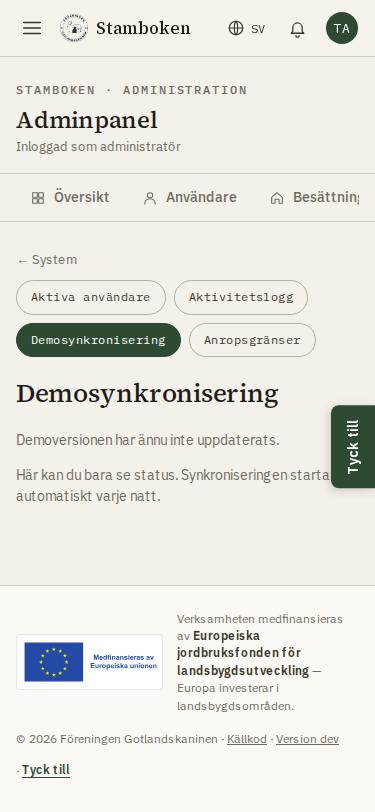 Stamboken
SV
TA
STAMBOKEN · ADMINISTRATION
Adminpanel
Inloggad som administratör
Översikt
Användare
Besättning
← System
Aktiva användare
Aktivitetslogg
Demosynkronisering
Anropsgränser
Demosynkronisering
Demoversionen har ännu inte uppdaterats.
Här kan du bara se status. Synkroniseringen starta
automatiskt varje natt.
Tyck till
Medfinansieras av
Europeiska unionen
Verksamheten medfinansieras
av Europeiska
jordbruksfonden för
landsbygdsutveckling —
Europa investerar i
landsbygdsområden.
© 2026 Föreningen Gotlandskaninen · Källkod · Version dev
· Tyck till